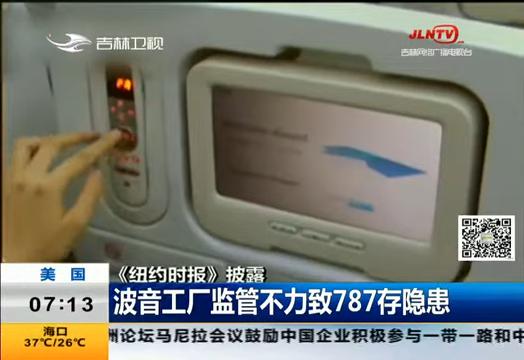 吉林卫视
JLNTV
吉林网络广播电视台
美 国
《纽约时报》披露
07:13
波音工厂监管不力致787存隐患
海口
37℃/26℃
洲论坛马尼拉会议鼓励中国企业积极参与一带一路和中